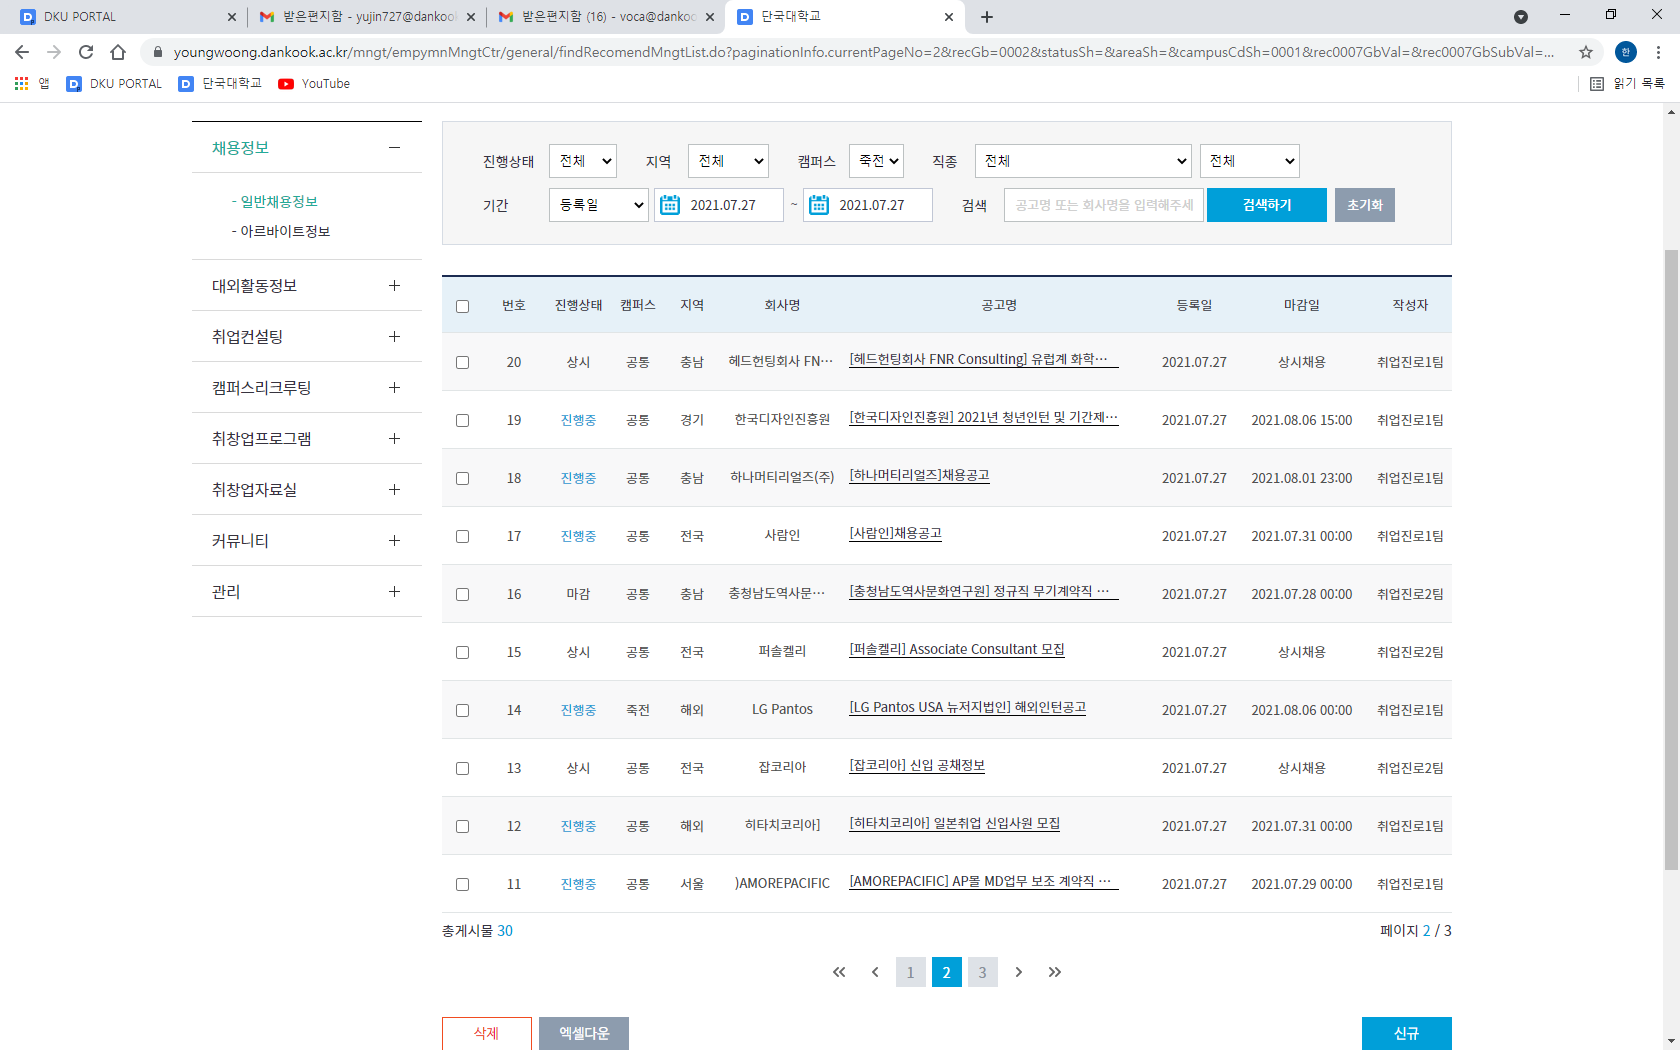 DKU PORTAL
받은편지함 - yujin727@dankook
받은편지함 (16) - voca@dankoo
단국대학교
youngwoong.dankook.ac.kr/mngt/empymnMngtCtr/general/findRecomendMngtList.do?paginationInfo.currentPageNo=2&recGb=0002&statusSh=&areaSh=&campusCdSh=0001&rec0007GbVal=&rec0007GbSubVal=...
한
앱 DKU PORTAL 단국대학교 YouTube 읽기 목록
채용정보
- 일반채용정보
- 아르바이트정보
대외활동정보
취업컨설팅
캠퍼스리크루팅
취창업프로그램
취창업자료실
커뮤니티
관리
진행상태 전체 지역 전체 캠퍼스 죽전 직종 전체 전체
기간 등록일 2021.07.27 ~ 2021.07.27 검색 공고명 또는 회사명을 입력해주세 검색하기 초기화
번호 진행상태 캠퍼스 지역 회사명 공고명 등록일 마감일 작성자
20 상시 공통 충남 헤드헌팅회사 FN··· [헤드헌팅회사 FNR Consulting] 유럽계 화학··· 2021.07.27 상시채용 취업진로1팀
19 진행중 공통 경기 한국디자인진흥원 [한국디자인진흥원] 2021년 청년인턴 및 기간제··· 2021.07.27 2021.08.06 15:00 취업진로1팀
18 진행중 공통 충남 하나머티리얼즈(주) [하나머티리얼즈]채용공고 2021.07.27 2021.08.01 23:00 취업진로1팀
17 진행중 공통 전국 사람인 [사람인]채용공고 2021.07.27 2021.07.31 00:00 취업진로1팀
16 마감 공통 충남 충청남도역사문··· [충청남도역사문화연구원] 정규직 무기계약직 ··· 2021.07.27 2021.07.28 00:00 취업진로2팀
15 상시 공통 전국 퍼솔켈리 [퍼솔켈리] Associate Consultant 모집 2021.07.27 상시채용 취업진로2팀
14 진행중 죽전 해외 LG Pantos [LG Pantos USA 뉴저지법인] 해외인턴공고 2021.07.27 2021.08.06 00:00 취업진로1팀
13 상시 공통 전국 잡코리아 [잡코리아] 신입 공채정보 2021.07.27 상시채용 취업진로2팀
12 진행중 공통 해외 히타치코리아] [히타치코리아] 일본취업 신입사원 모집 2021.07.27 2021.07.31 00:00 취업진로1팀
11 진행중 공통 서울 )AMOREPACIFIC [AMOREPACIFIC] AP몰 MD업무 보조 계약직 ··· 2021.07.27 2021.07.29 00:00 취업진로1팀
총게시물 30 페이지 2 / 3
1 2 3
삭제 엑셀다운 신규